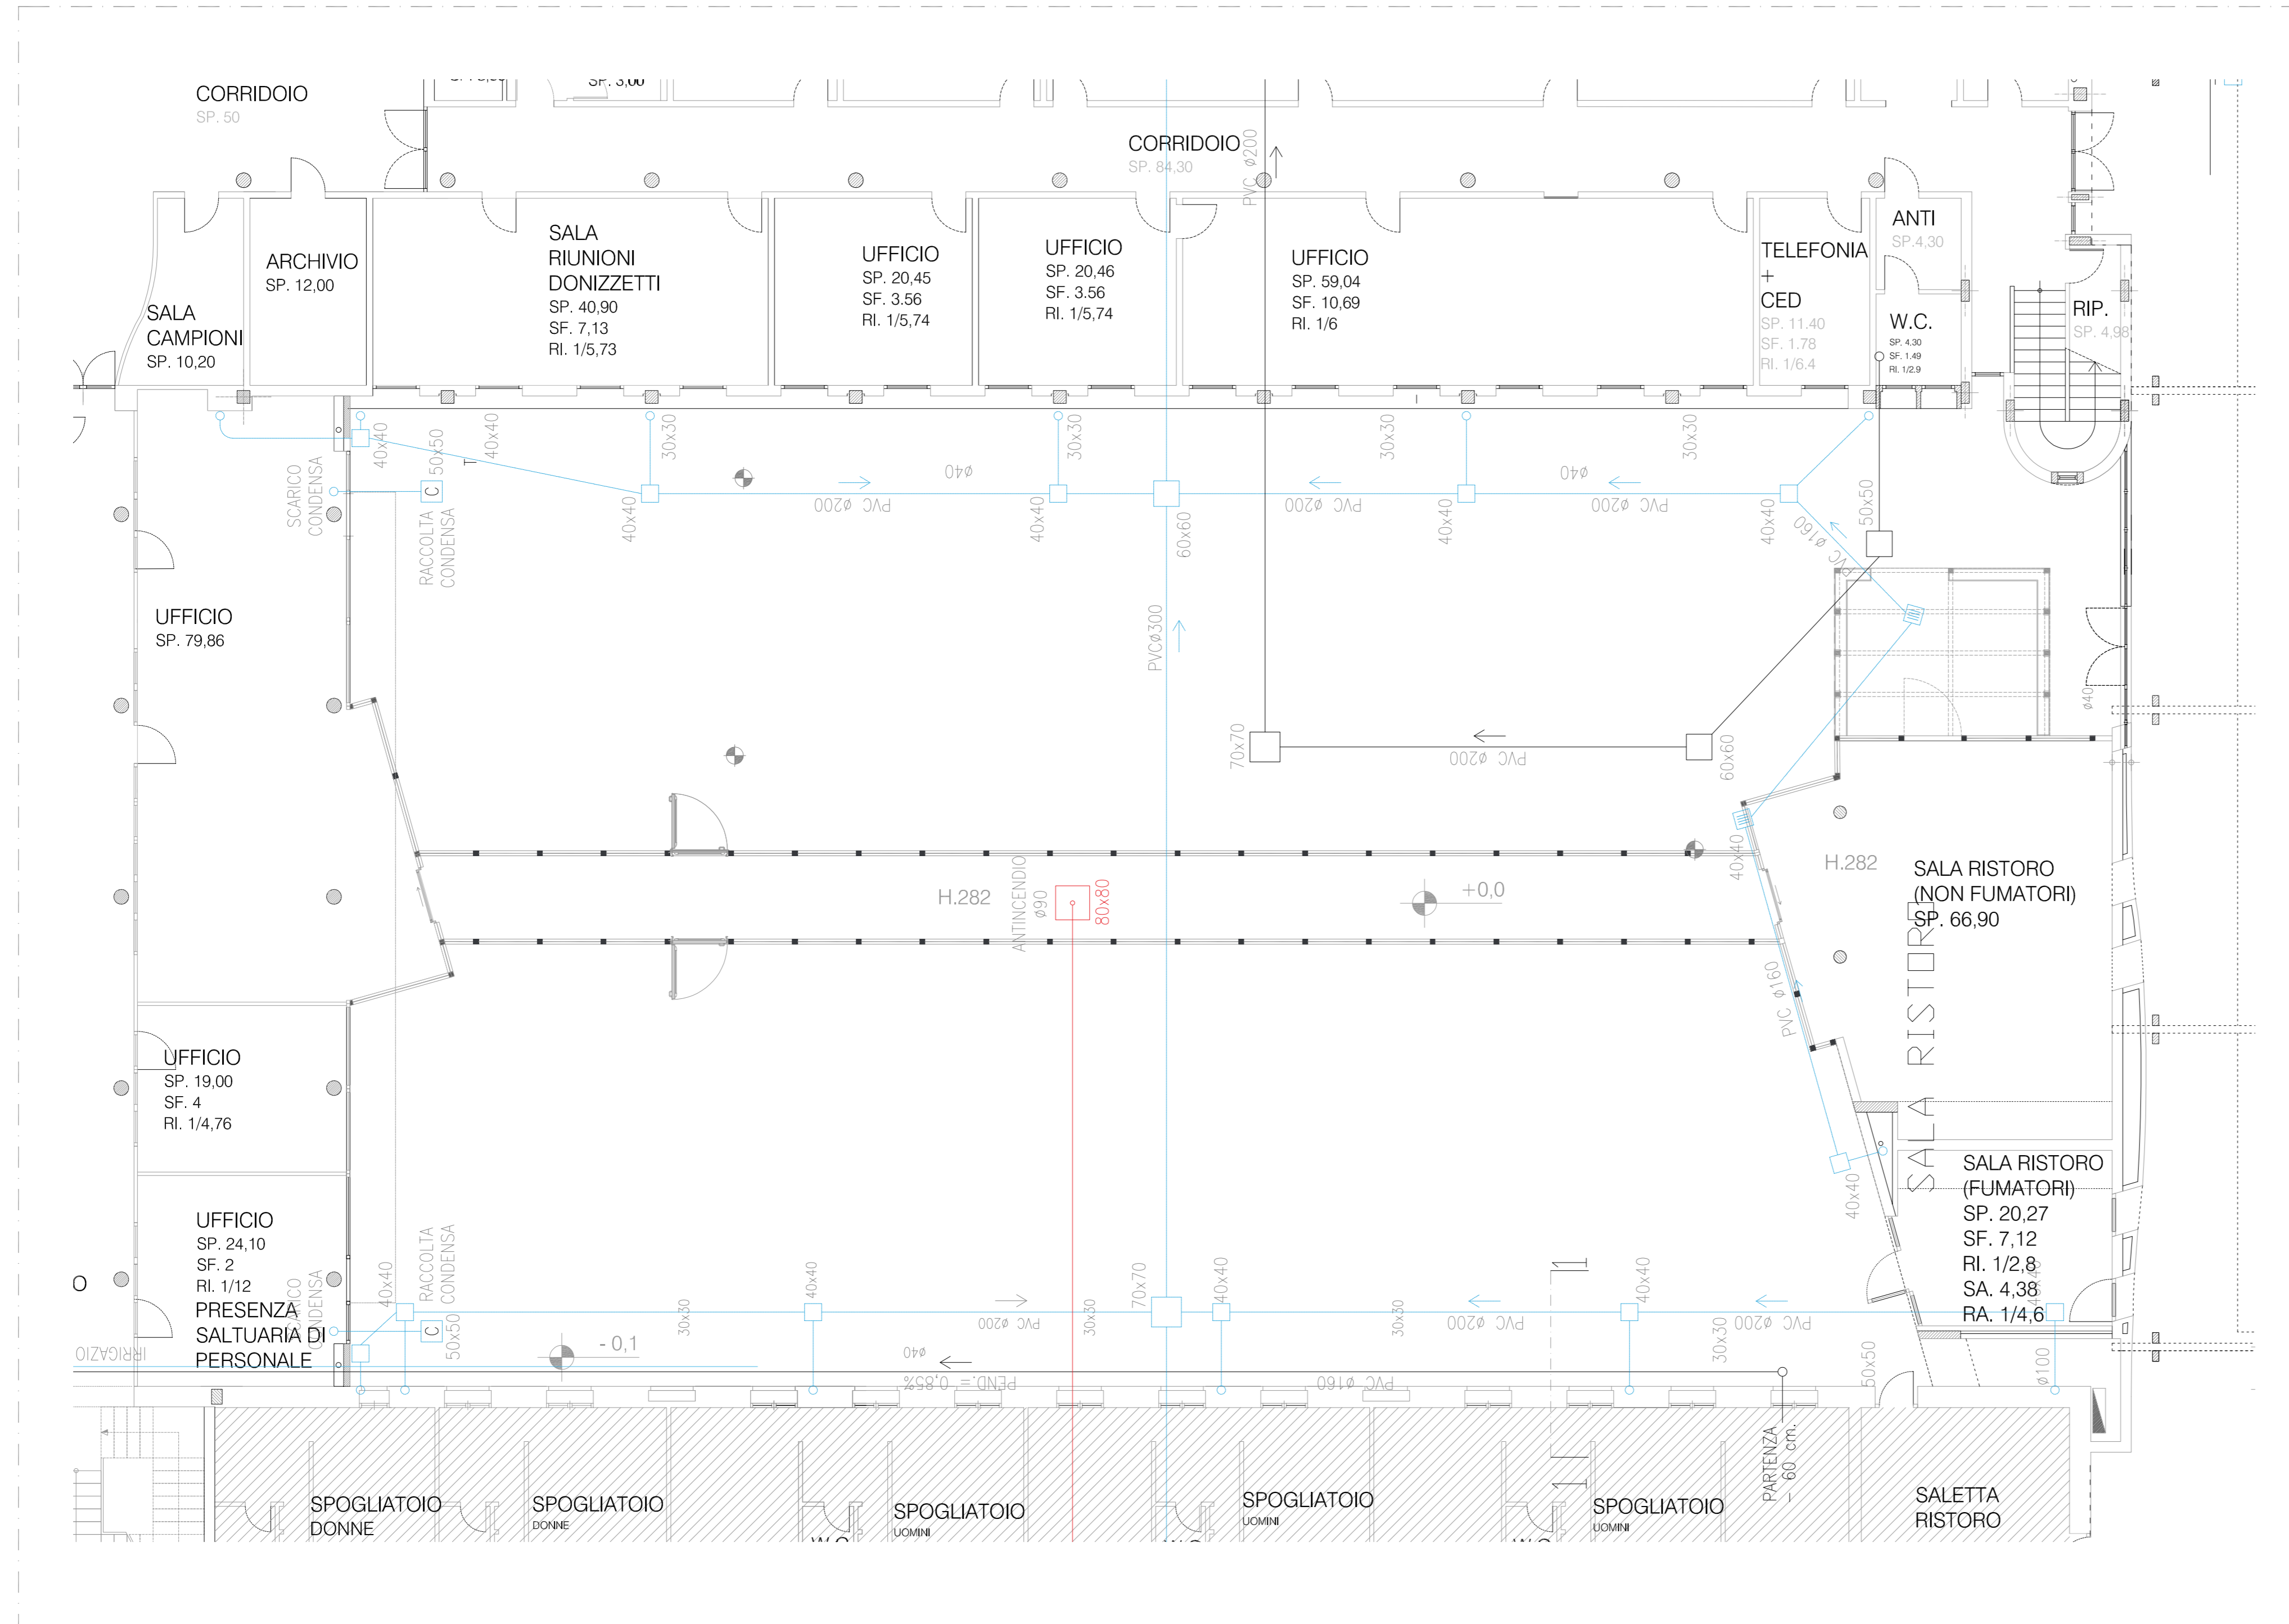 SP. 3,00
CORRIDOIO
SP. 50
CORRIDOIO
SP. 84,30
PVC ø200
SALA
CAMPIONI
SP. 10,20
ARCHIVIO
SP. 12,00
SALA
RIUNIONI
DONIZZETTI
SP. 40,90
SF. 7,13
RI. 1/5,73
UFFICIO
SP. 20,45
SF. 3.56
RI. 1/5,74
UFFICIO
SP. 20,46
SF. 3.56
RI. 1/5,74
UFFICIO
SP. 59,04
SF. 10,69
RI. 1/6
TELEFONIA
+
CED
SP. 11.40
SF. 1.78
RI. 1/6.4
ANTI
SP.4,30
W.C.
SP. 4.30
SF. 1.49
RI. 1/2.9
RIP.
SP. 4,98
40x40
50x50
40x40
30x30
30x30
30x30
30x30
T
C
SCARICO
CONDENSA
RACCOLTA
CONDENSA
ø40
ø40
PVC ø200
PVC ø200
PVC ø200
40x40
40x40
60x60
40x40
40x40
50x50
PVC ø160
UFFICIO
SP. 79,86
PVCø300
70x70
PVC ø200
60x60
ø40
40x40
H.282
ANTINCENDIO
ø90
80x80
+0,0
H.282
SALA RISTORO
(NON FUMATORI)
SP. 66,90
SALA RISTOR
PVC ø160
UFFICIO
SP. 19,00
SF. 4
RI. 1/4,76
40x40
SALA RISTORO
(FUMATORI)
SP. 20,27
SF. 7,12
RI. 1/2,8
SA. 4,38
RA. 1/4,6
40x40
UFFICIO
SP. 24,10
SF. 2
RI. 1/12
PRESENZA
SALTUARIA DI
PERSONALE
SCARICO
CONDENSA
O
40x40
RACCOLTA
CONDENSA
C
50x50
40x40
30x30
PVC ø200
30x30
70x70
40x40
30x30
PVC ø200
1
40x40
30x30
PVC ø200
IRRIGAZIO
- 0,1
ø40
PEND.= 0,85%
PVC ø160
50x50
ø100
PARTENZA
- 60 cm.
1
SPOGLIATOIO
DONNE
SPOGLIATOIO
DONNE
SPOGLIATOIO
UOMINI
SPOGLIATOIO
UOMINI
SPOGLIATOIO
UOMINI
SALETTA
RISTORO